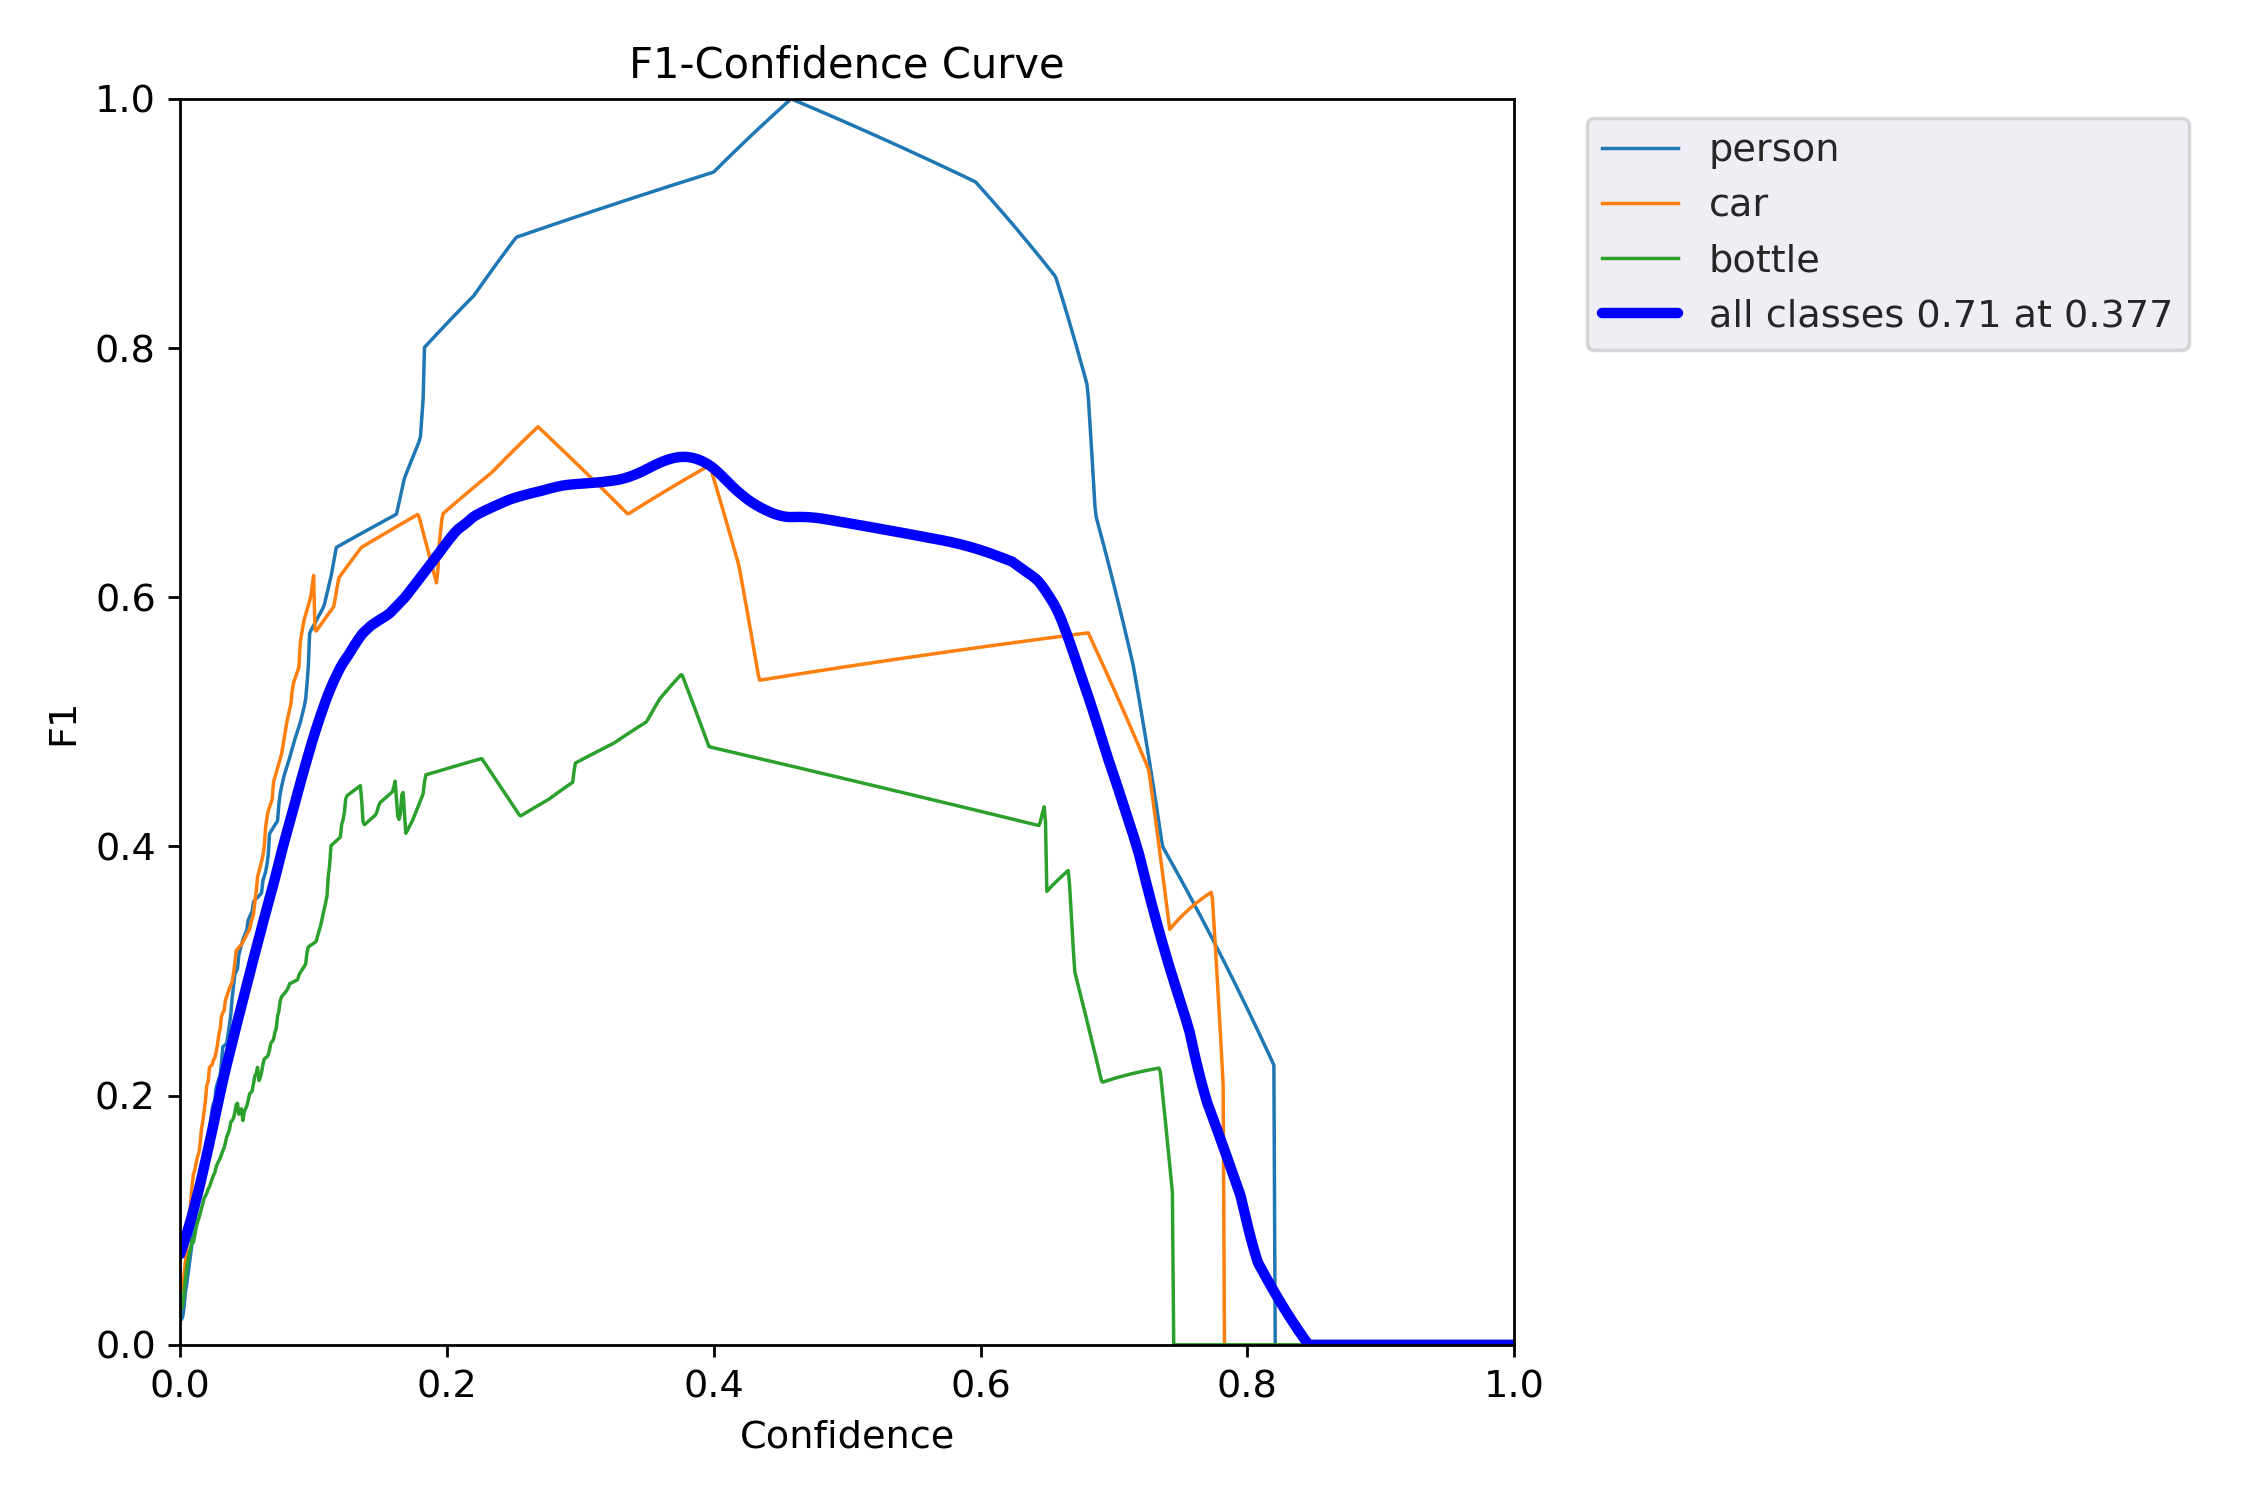 F1-Confidence Curve
1.0
0.8
0.6
0.4
0.2
0.0
F1
0.0 0.2 0.4 0.6 0.8 1.0
Confidence
person
car
bottle
all classes 0.71 at 0.377